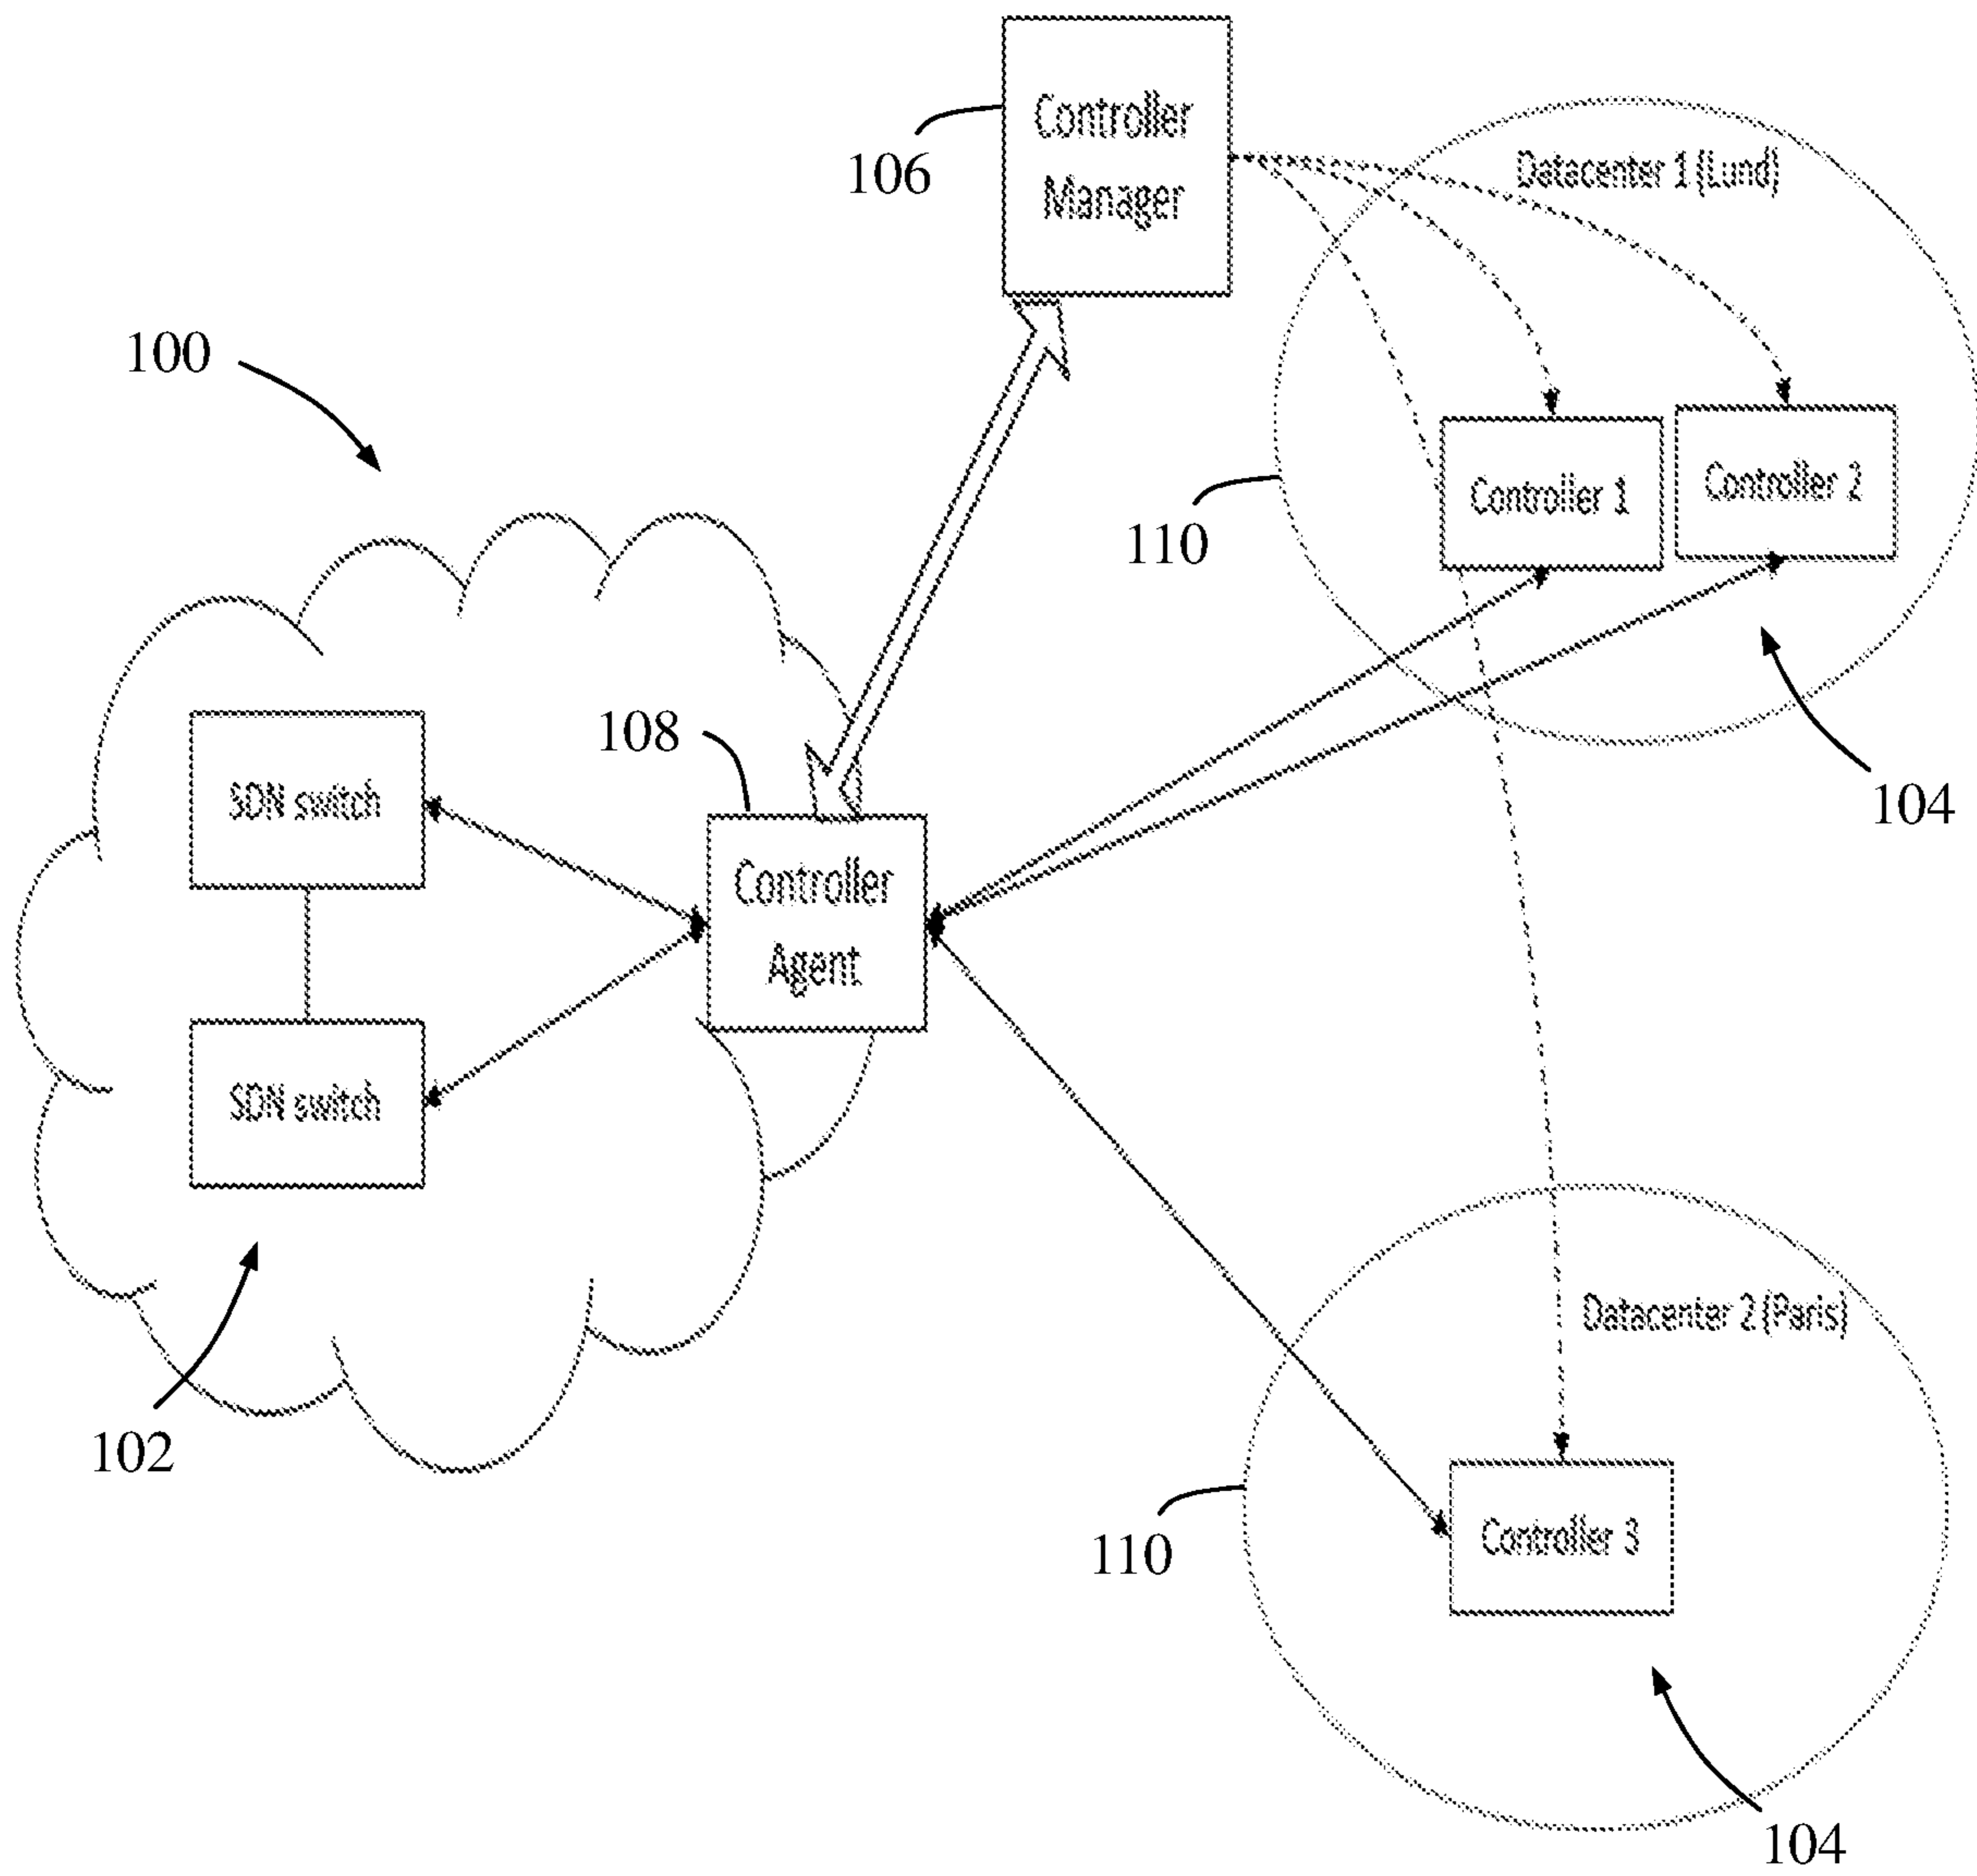 Controller
Manager
106
Datacenter 1 (Lund)
100
Controller 1
Controller 2
110
108
104
SDN switch
Controller
Agent
SDN switch
102
Datacenter 2 (Paris)
110
Controller 3
104